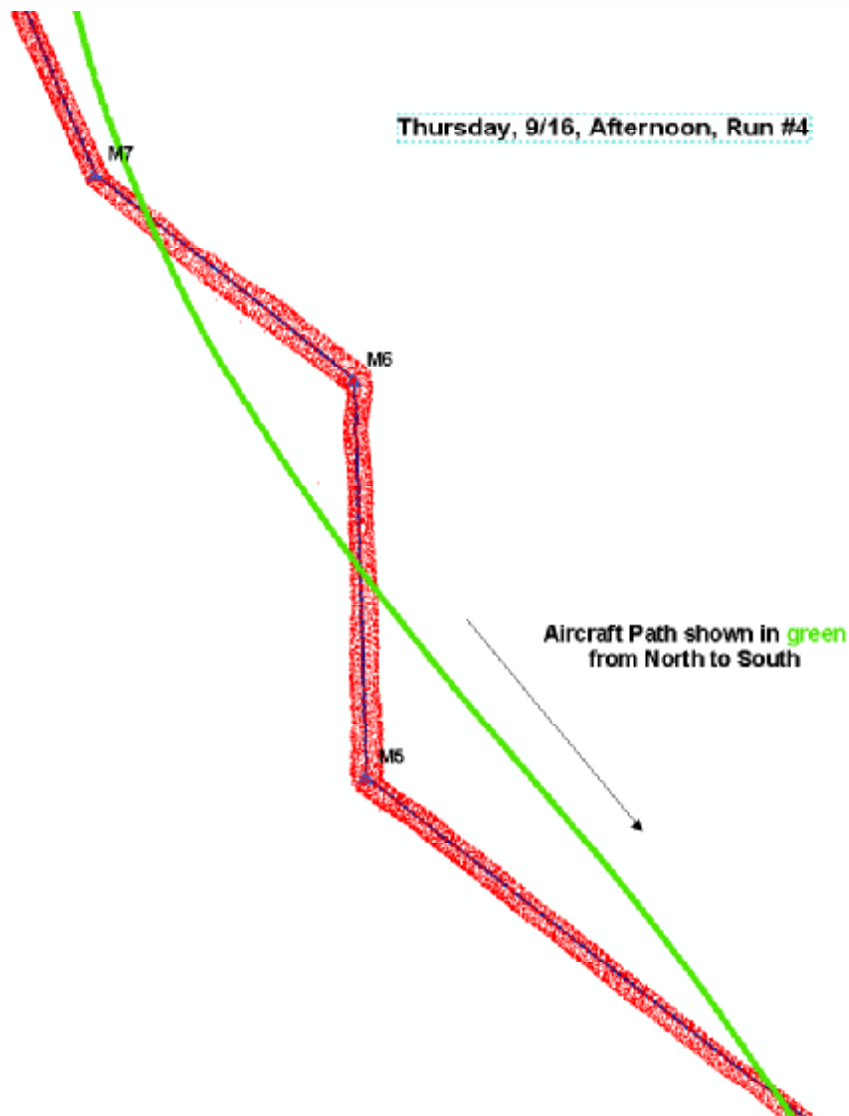 Thursday, 9/16, Afternoon, Run #4
M7
M6
Aircraft Path shown in green
from North to South
M5